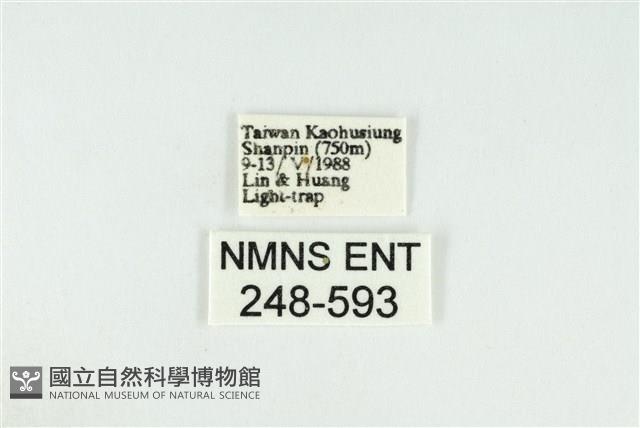 Taiwan Kaohusiung
Shanpin (750m)
9-13/ V/1988
Lin & Huang
Light-trap
NMNS ENT
248-593
國立自然科學博物館
NATIONAL MUSEUM OF NATURAL SCIENCE